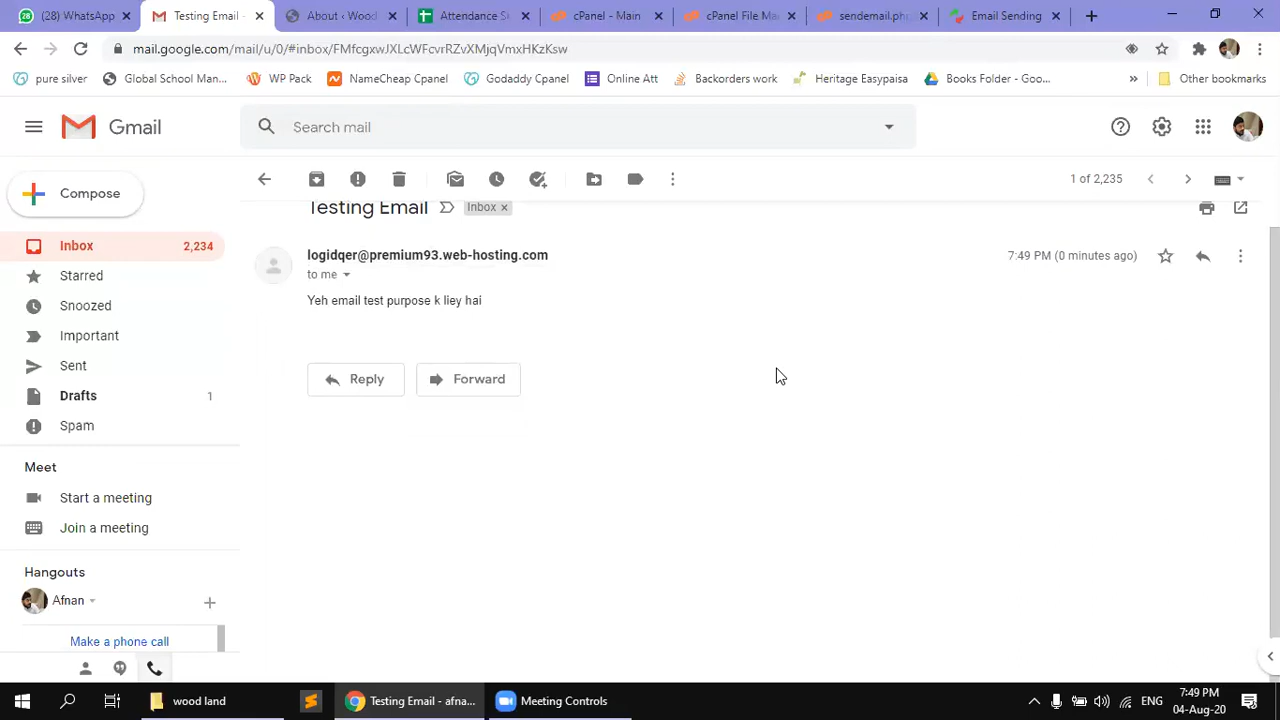 (28) WhatsApp
Testing Email -
About ‹ Wood
Attendance S
cPanel - Main
cPanel File Ma
sendemail.ph
Email Sending
mail.google.com/mail/u/0/#inbox/FMfcgxwJXLcWFcvrRZvXMjqVmxHKzKsw
pure silver
Global School Man...
WP Pack
NameCheap Cpanel
Godaddy Cpanel
Online Att
Backorders work
Heritage Easypaisa
Books Folder - Goo...
Other bookmarks
Gmail
Search mail
Compose
1 of 2,235
Testing Email
Inbox
Inbox 2,234
Starred
Snoozed
Important
Sent
Drafts 1
Spam
logidqer@premium93.web-hosting.com
7:49 PM (0 minutes ago)
to me
Yeh email test purpose k liey hai
Reply
Forward
Meet
Start a meeting
Join a meeting
Hangouts
Afnan
Make a phone call
wood land
Testing Email - afna...
Meeting Controls
ENG
7:49 PM
04-Aug-20